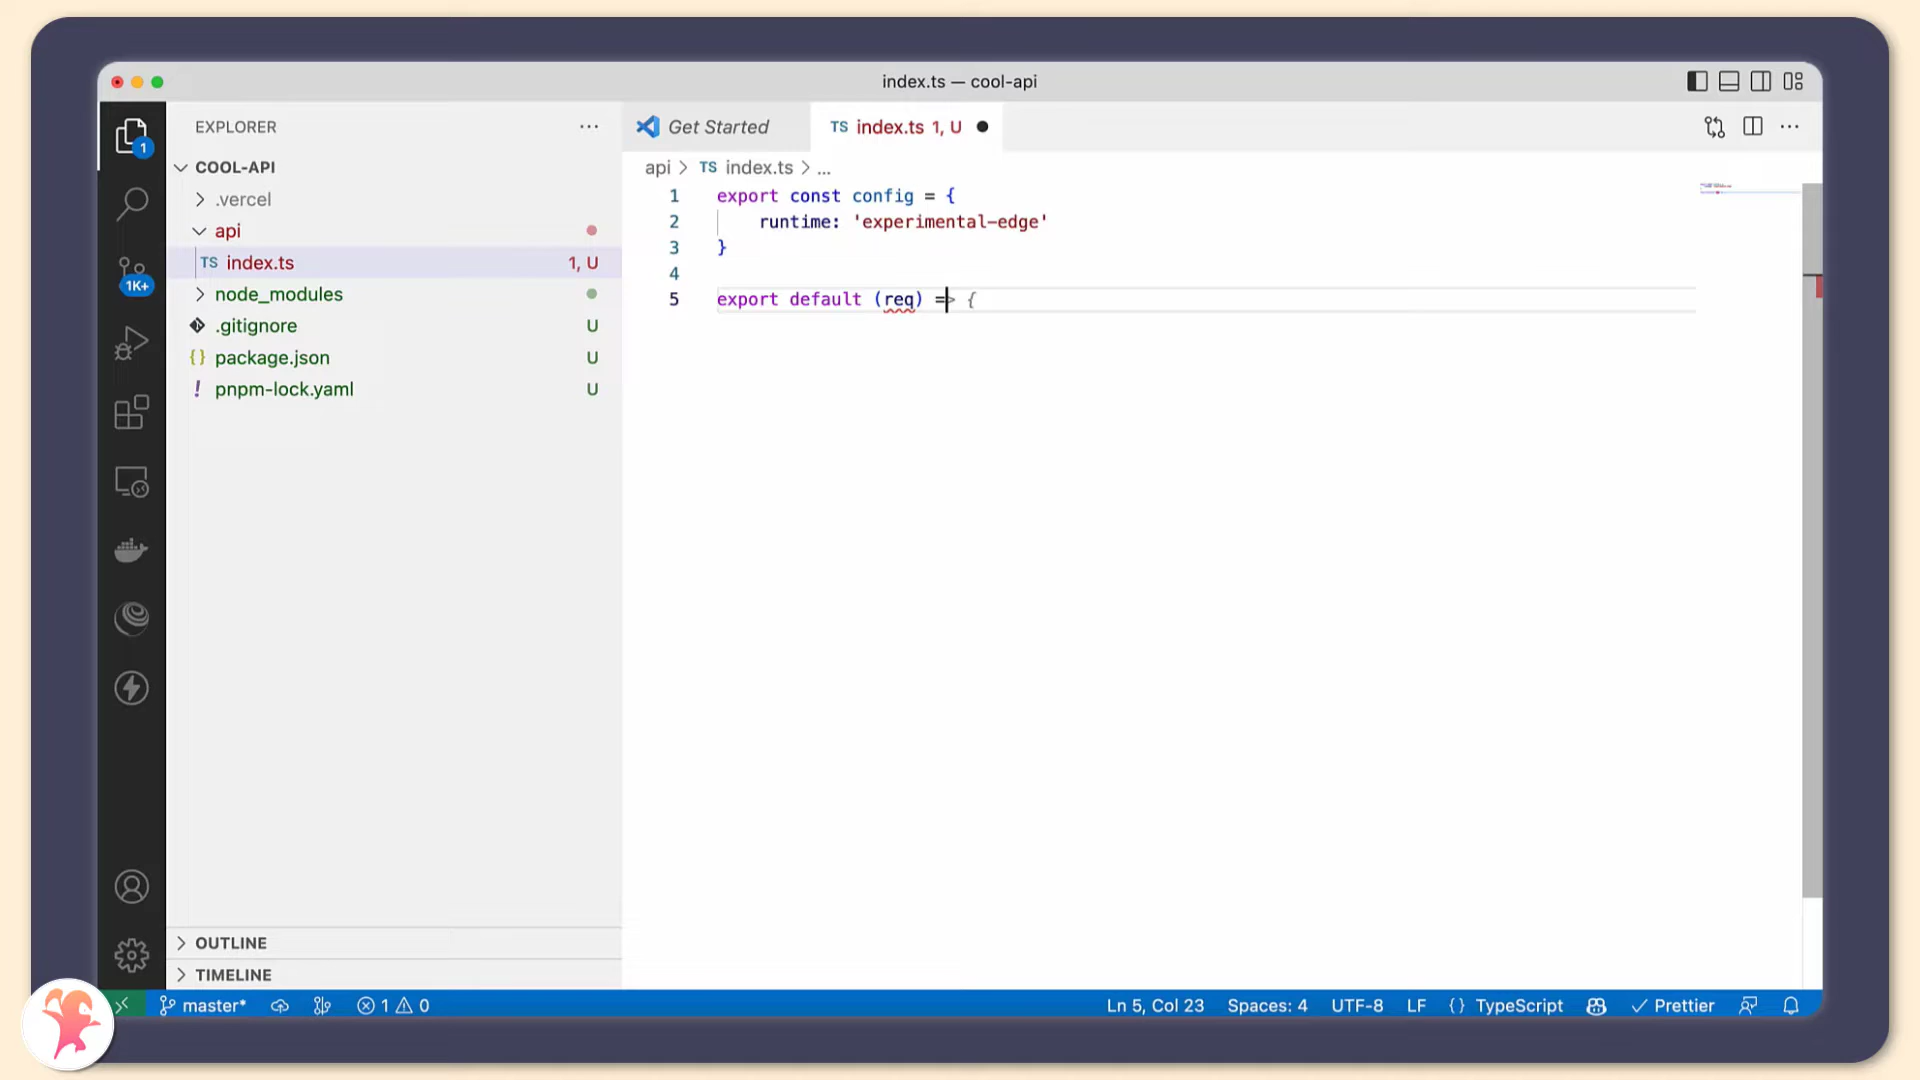 index.ts — cool-api
1
1K+
EXPLORER
COOL-API
.vercel
api
TS index.ts 1, U
node_modules
.gitignore U
{} package.json U
! pnpm-lock.yaml U
OUTLINE
TIMELINE
Get Started
TS index.ts 1, U
api > TS index.ts > ...
1 export const config = {
2 runtime: 'experimental-edge'
3 }
4
5 export default (req) => {
master* 1 0
Ln 5, Col 23 Spaces: 4 UTF-8 LF {} TypeScript Prettier